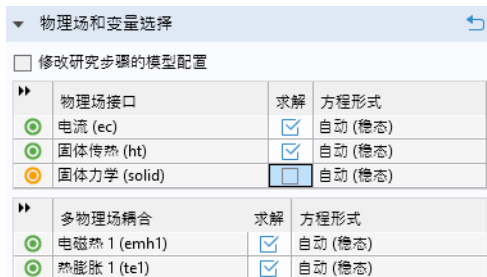 物理场和变量选择
修改研究步骤的模型配置
物理场接口 求解 方程形式
电流 (ec) 自动 (稳态)
固体传热 (ht) 自动 (稳态)
固体力学 (solid) 自动 (稳态)
多物理场耦合 求解 方程形式
电磁热 1 (emh1) 自动 (稳态)
热膨胀 1 (te1) 自动 (稳态)